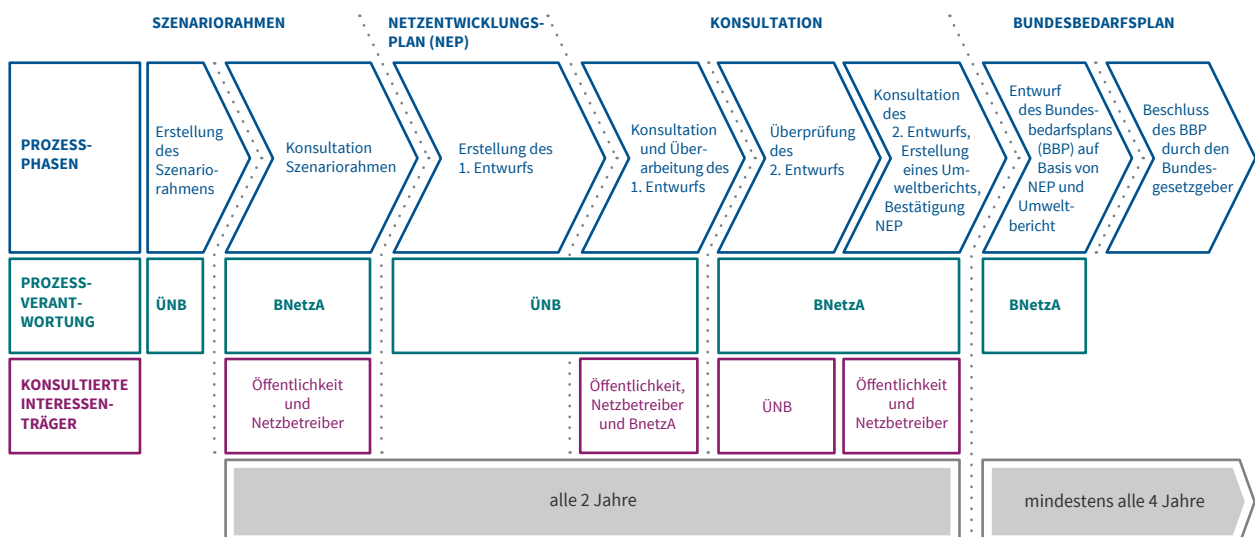 SZENARIORAHMEN
NETZENTWICKLUNGS-
PLAN (NEP)
KONSULTATION
BUNDESBEDARFSPLAN
PROZESS-
PHASEN
Erstellung
des
Szenario-
rahmens
Konsultation
Szenariorahmen
Erstellung des
1. Entwurfs
Konsultation
und Über-
arbeitung des
1. Entwurfs
Überprüfung
des
2. Entwurfs
Konsultation
des
2. Entwurfs,
Erstellung
eines Um-
weltberichts,
Bestätigung
NEP
Entwurf
des Bundes-
bedarfsplans
(BBP) auf
Basis von
NEP und
Umwelt-
bericht
Beschluss
des BBP
durch den
Bundes-
gesetzgeber
PROZESS-
VERANT-
WORTUNG
ÜNB
BNetzA
ÜNB
BNetzA
BNetzA
KONSULTIERTE
INTERESSEN-
TRÄGER
Öffentlichkeit
und
Netzbetreiber
Öffentlichkeit,
Netzbetreiber
und BnetzA
ÜNB
Öffentlichkeit
und
Netzbetreiber
alle 2 Jahre
mindestens alle 4 Jahre